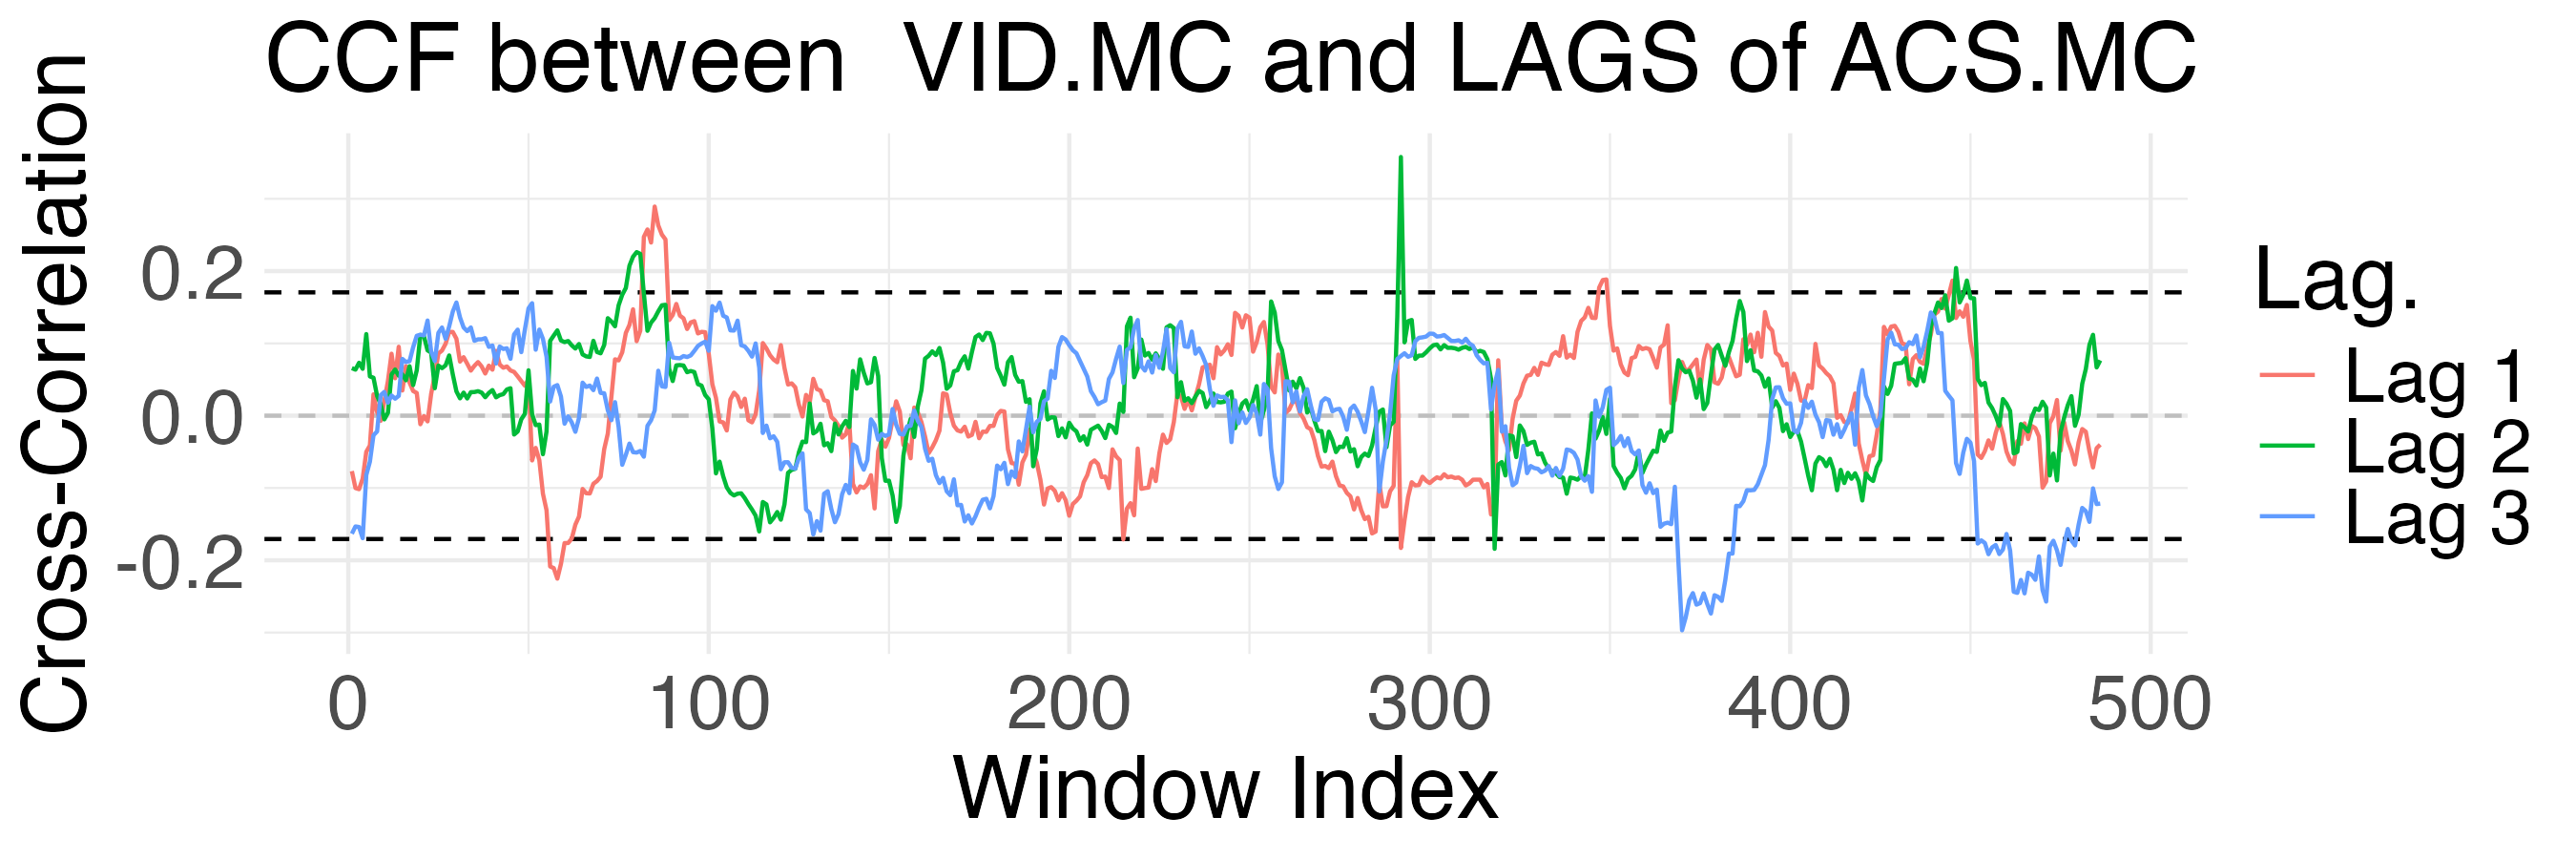 CCF between  VID.MC and LAGS of ACS.MC
Cross-Correlation
0.2
0.0
-0.2
0
100
200
300
400
500
Window Index
Lag.
Lag 1
Lag 2
Lag 3